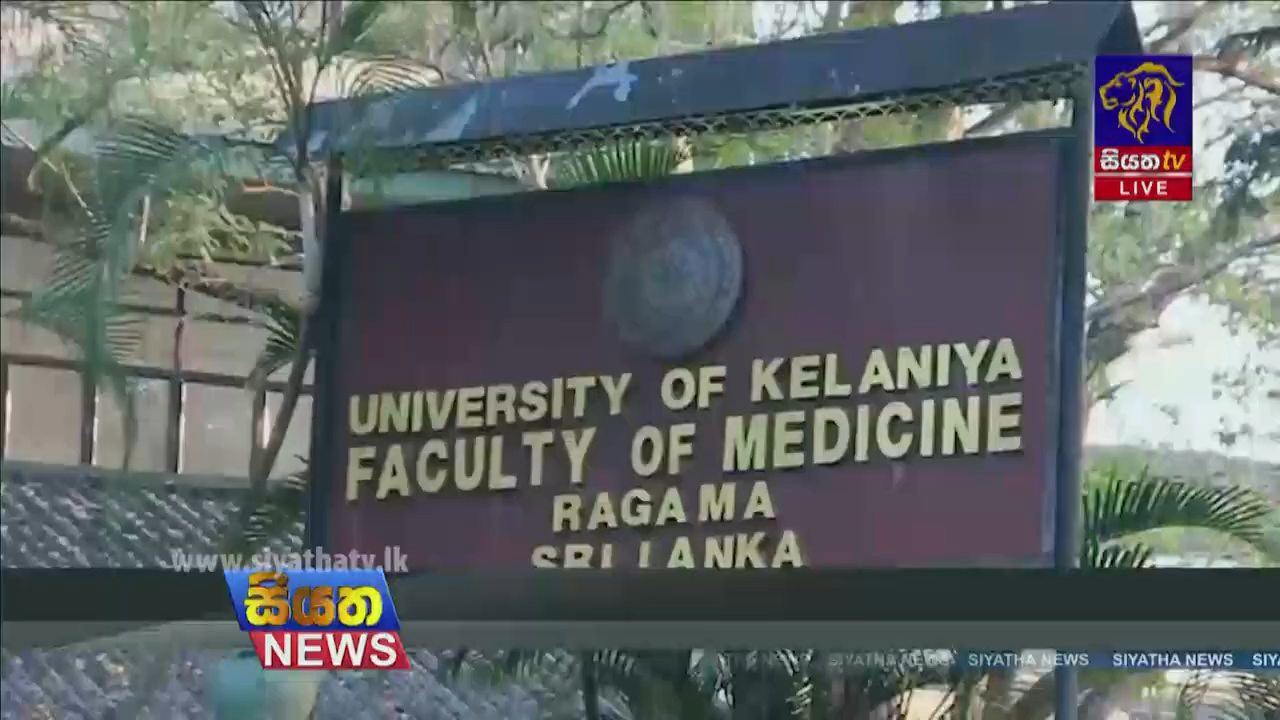 සියත tv
LIVE
UNIVERSITY OF KELANIYA
FACULTY OF MEDICINE
RAGAMA
SRI LANKA
www.siyathatv.lk
සියත
NEWS
SIYATHA NEWS SIYATHA NEWS SIYATHA NEWS